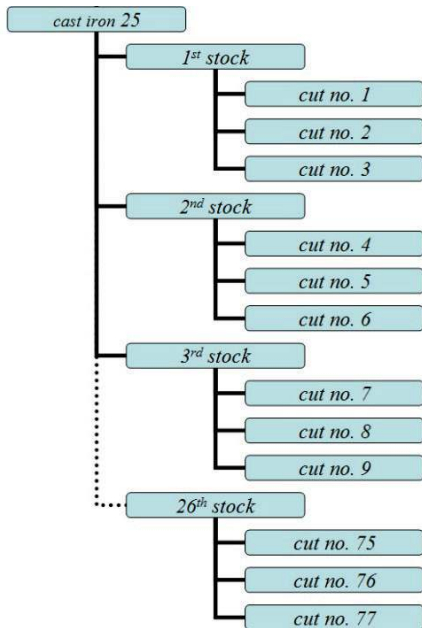 cast iron 25
1st stock
cut no. 1
cut no. 2
cut no. 3
2nd stock
cut no. 4
cut no. 5
cut no. 6
3rd stock
cut no. 7
cut no. 8
cut no. 9
26th stock
cut no. 75
cut no. 76
cut no. 77